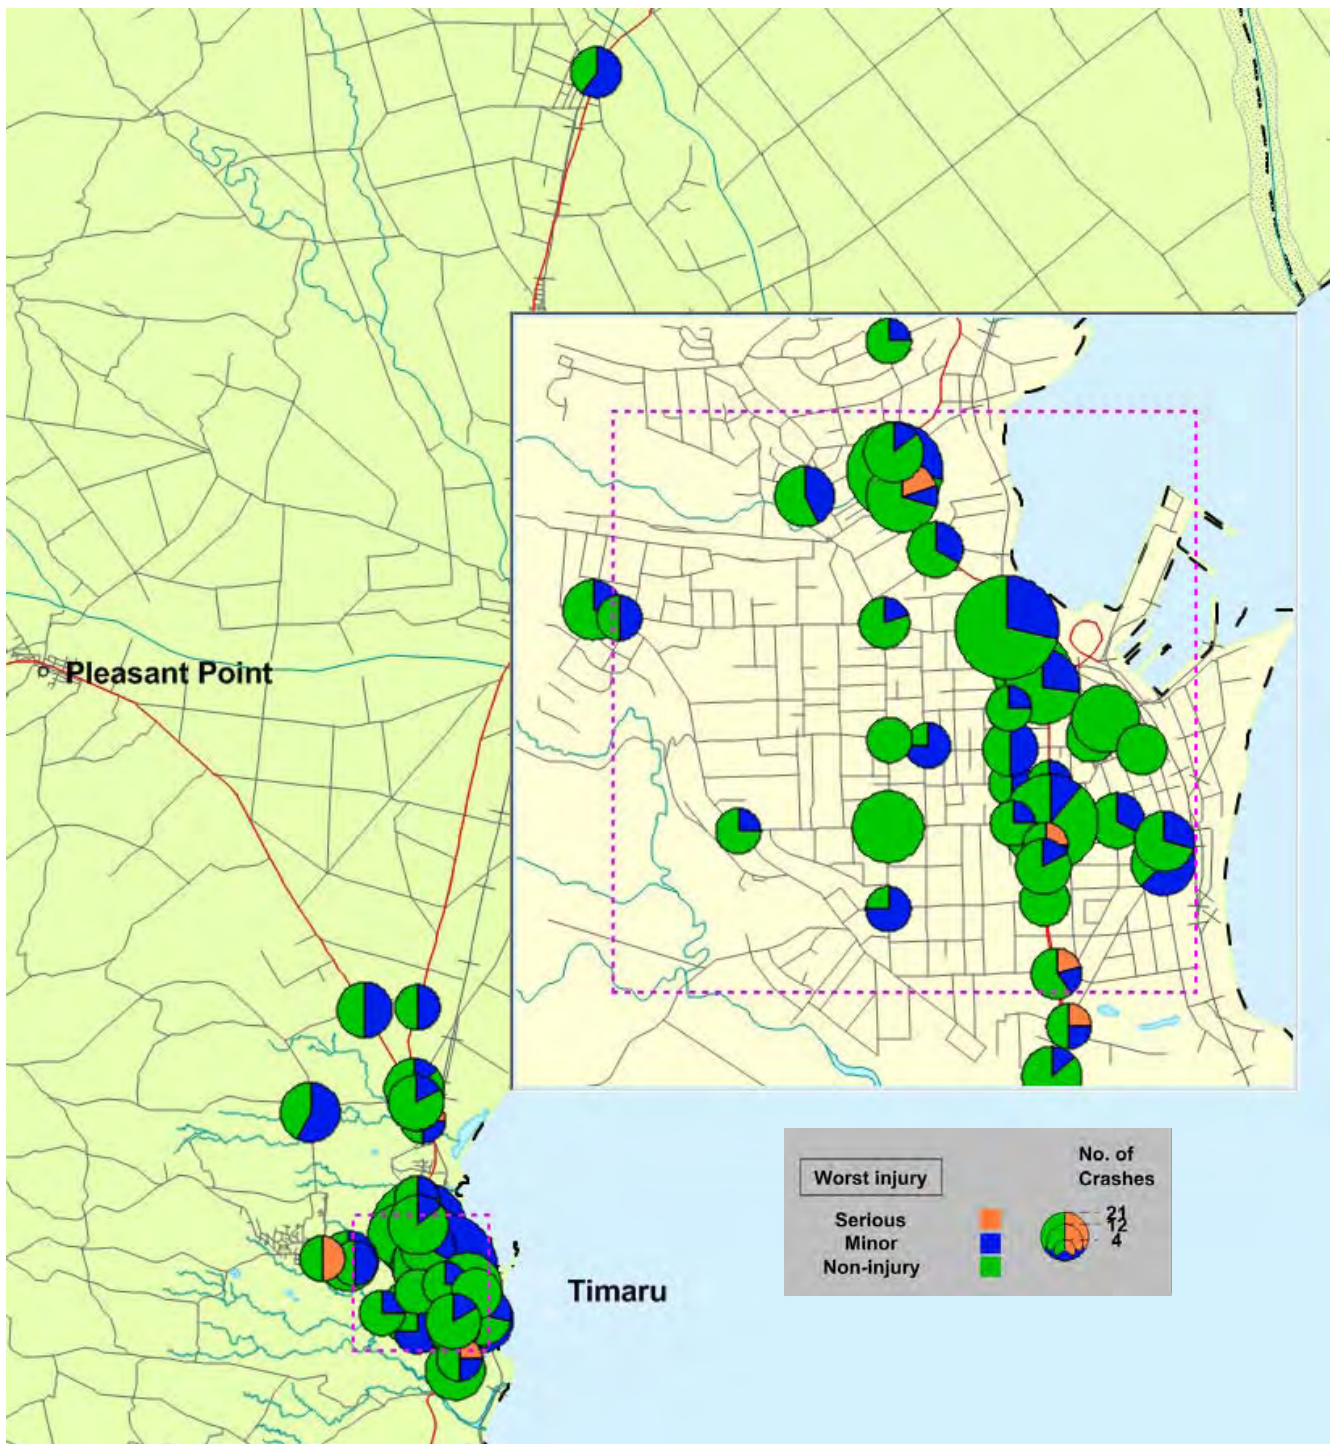 Pleasant Point
Timaru
No. of
Crashes
Worst injury
Serious
Minor
Non-injury
21
12
4